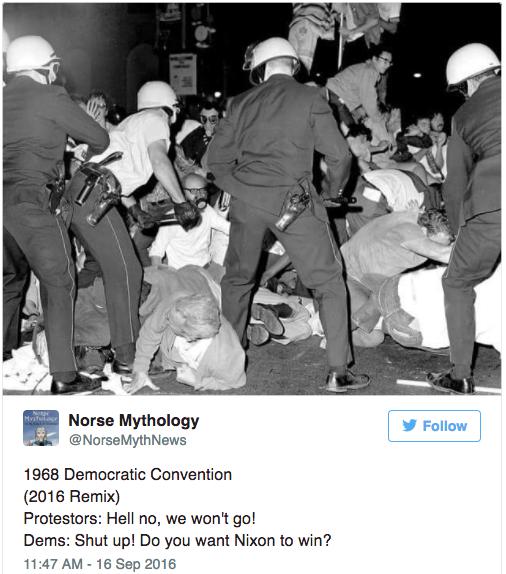 Norse Mythology
@NorseMythNews
Follow
1968 Democratic Convention
(2016 Remix)
Protestors: Hell no, we won't go!
Dems: Shut up! Do you want Nixon to win?
11:47 AM - 16 Sep 2016